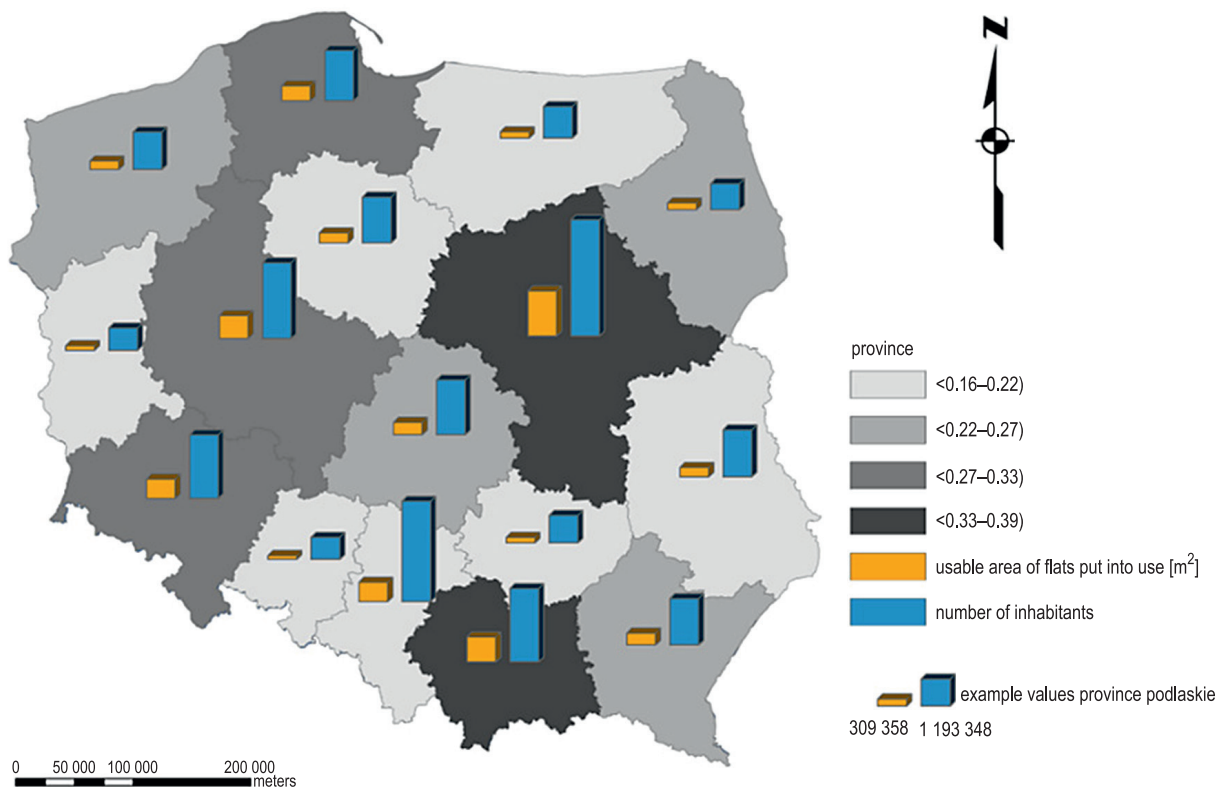 N
province
<0.16–0.22)
<0.22–0.27)
<0.27–0.33)
<0.33–0.39)
usable area of flats put into use [m²]
number of inhabitants
example values province podlaskie
309 358 1 193 348
0 50 000 100 000 200 000
meters